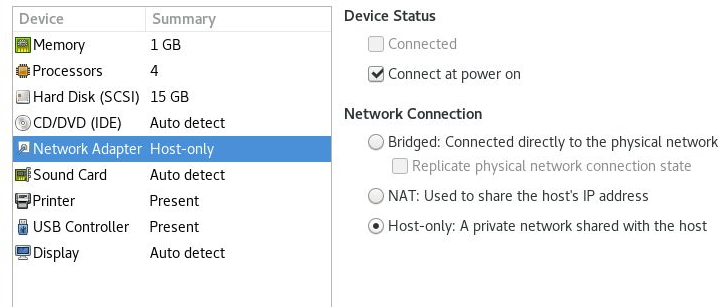 Device Summary
Memory 1 GB
Processors 4
Hard Disk (SCSI) 15 GB
CD/DVD (IDE) Auto detect
Network Adapter Host-only
Sound Card Auto detect
Printer Present
USB Controller Present
Display Auto detect
Device Status
Connected
Connect at power on
Network Connection
Bridged: Connected directly to the physical network
Replicate physical network connection state
NAT: Used to share the host's IP address
Host-only: A private network shared with the host